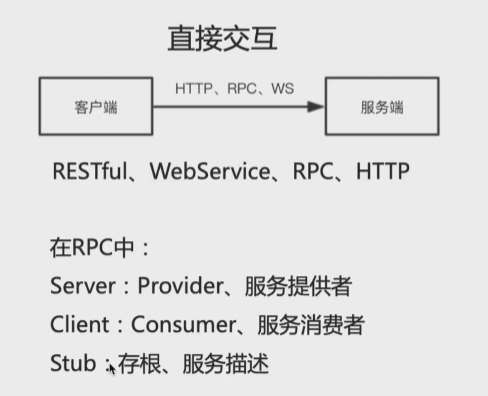 直接交互
HTTP、RPC、WS
客户端
服务端
RESTful、WebService、RPC、HTTP
在RPC中：
Server：Provider、服务提供者
Client：Consumer、服务消费者
Stub：存根、服务描述